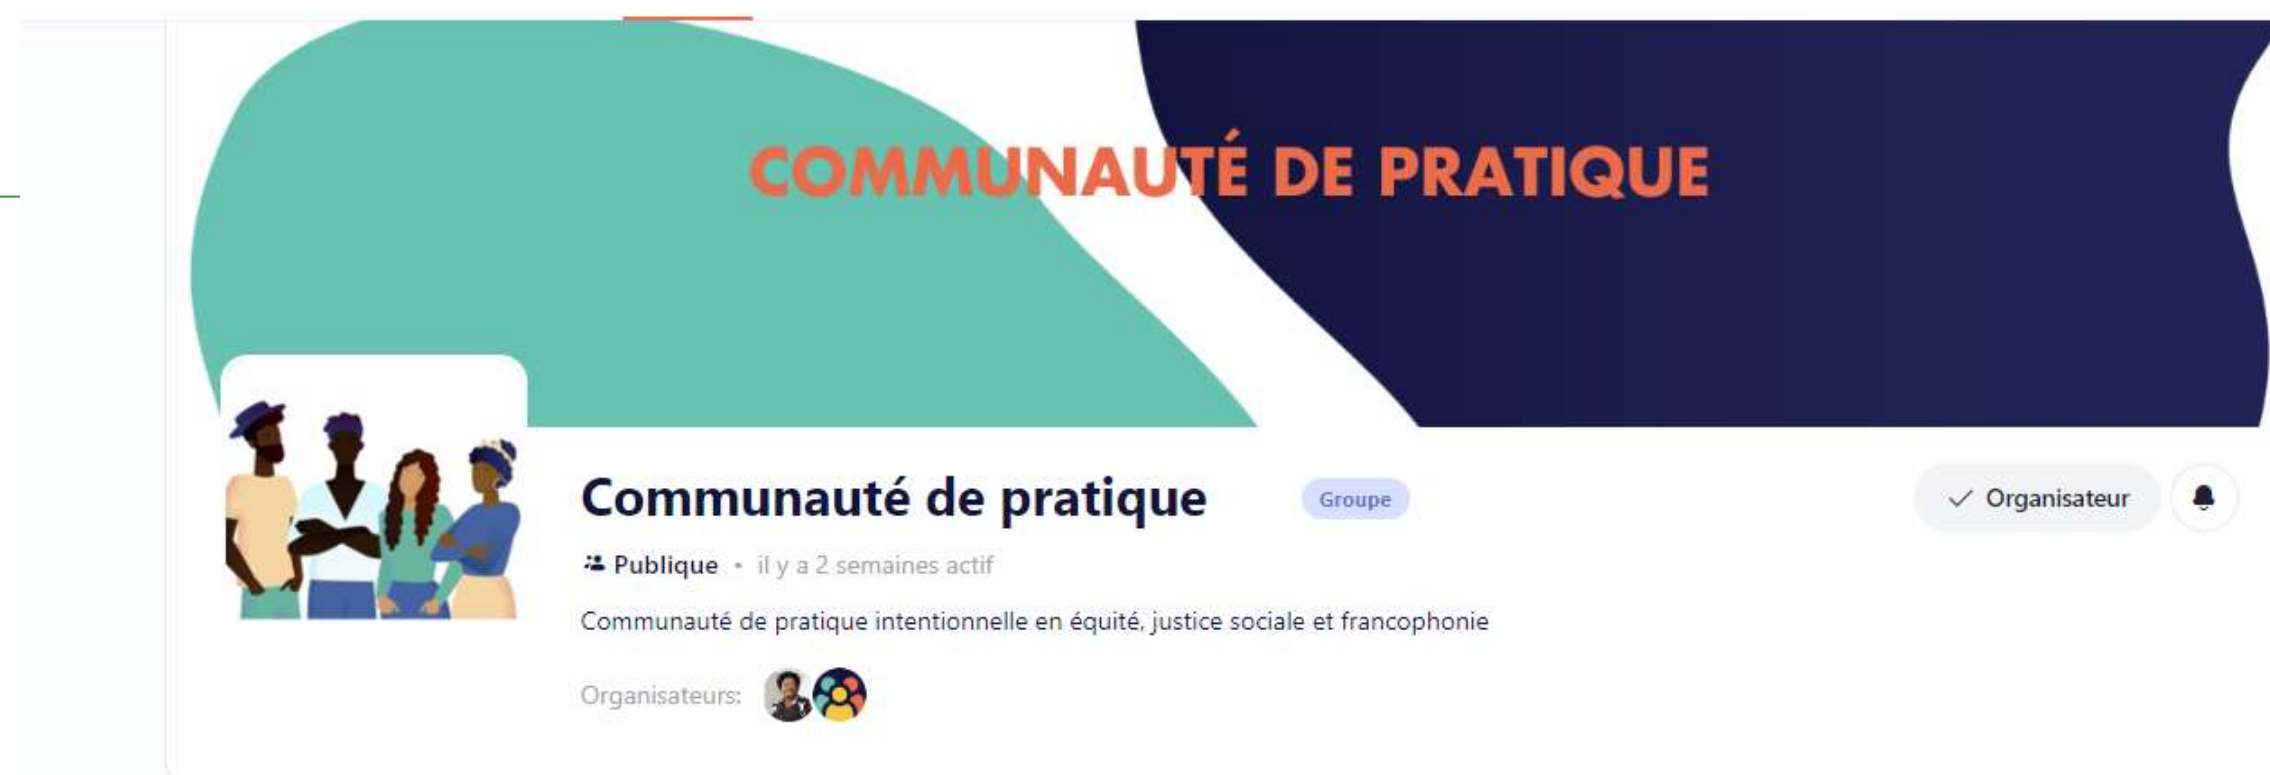 COMMUNAUTÉ DE PRATIQUE
Communauté de pratique Groupe
Organisateur
Publique • il y a 2 semaines actif
Communauté de pratique intentionnelle en équité, justice sociale et francophonie
Organisateurs: